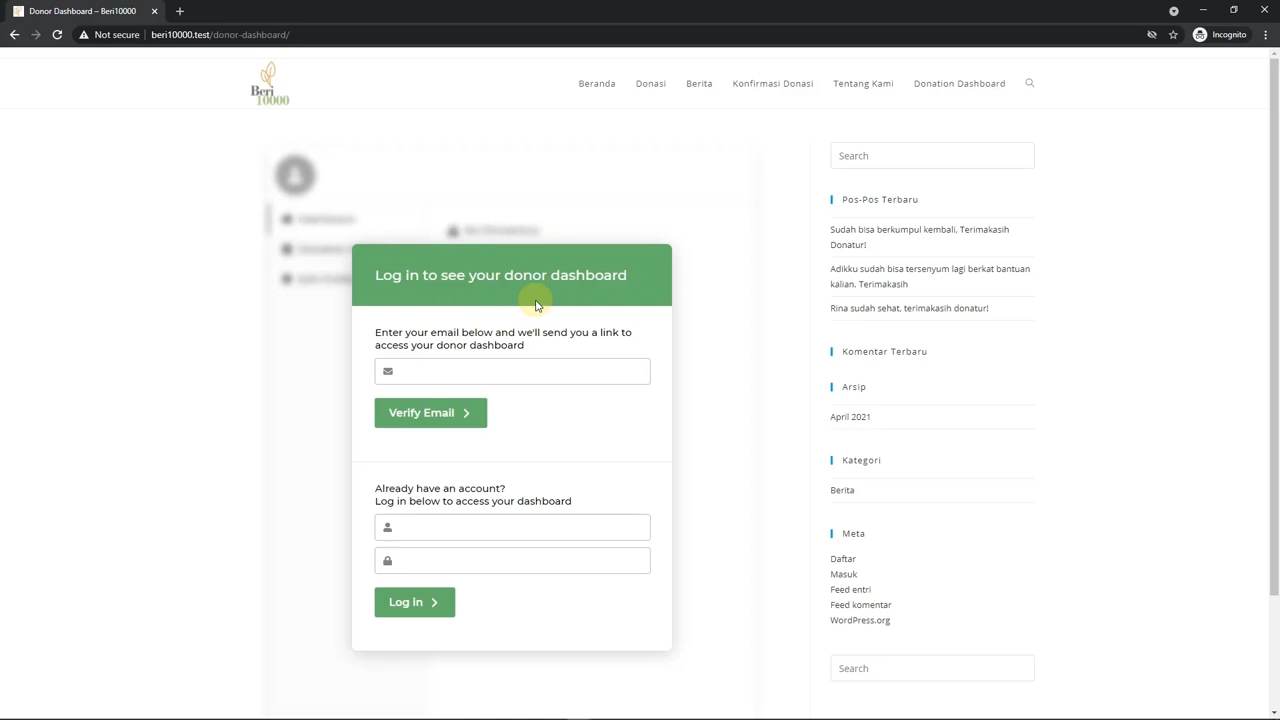 Donor Dashboard – Beri10000
Not secure
beri10000.test/donor-dashboard/
Incognito
Beri
10000
Beranda
Donasi
Berita
Konfirmasi Donasi
Tentang Kami
Donation Dashboard
Search
Pos-Pos Terbaru
Sudah bisa berkumpul kembali, Terimakasih
Donatur!
Adikku sudah bisa tersenyum lagi berkat bantuan
kalian. Terimakasih
Rina sudah sehat, terimakasih donatur!
Komentar Terbaru
Arsip
April 2021
Kategori
Berita
Meta
Daftar
Masuk
Feed entri
Feed komentar
WordPress.org
Search
Dashboard
Log in to see your donor dashboard
Enter your email below and we'll send you a link to
access your donor dashboard
Verify Email
Already have an account?
Log in below to access your dashboard
Log in